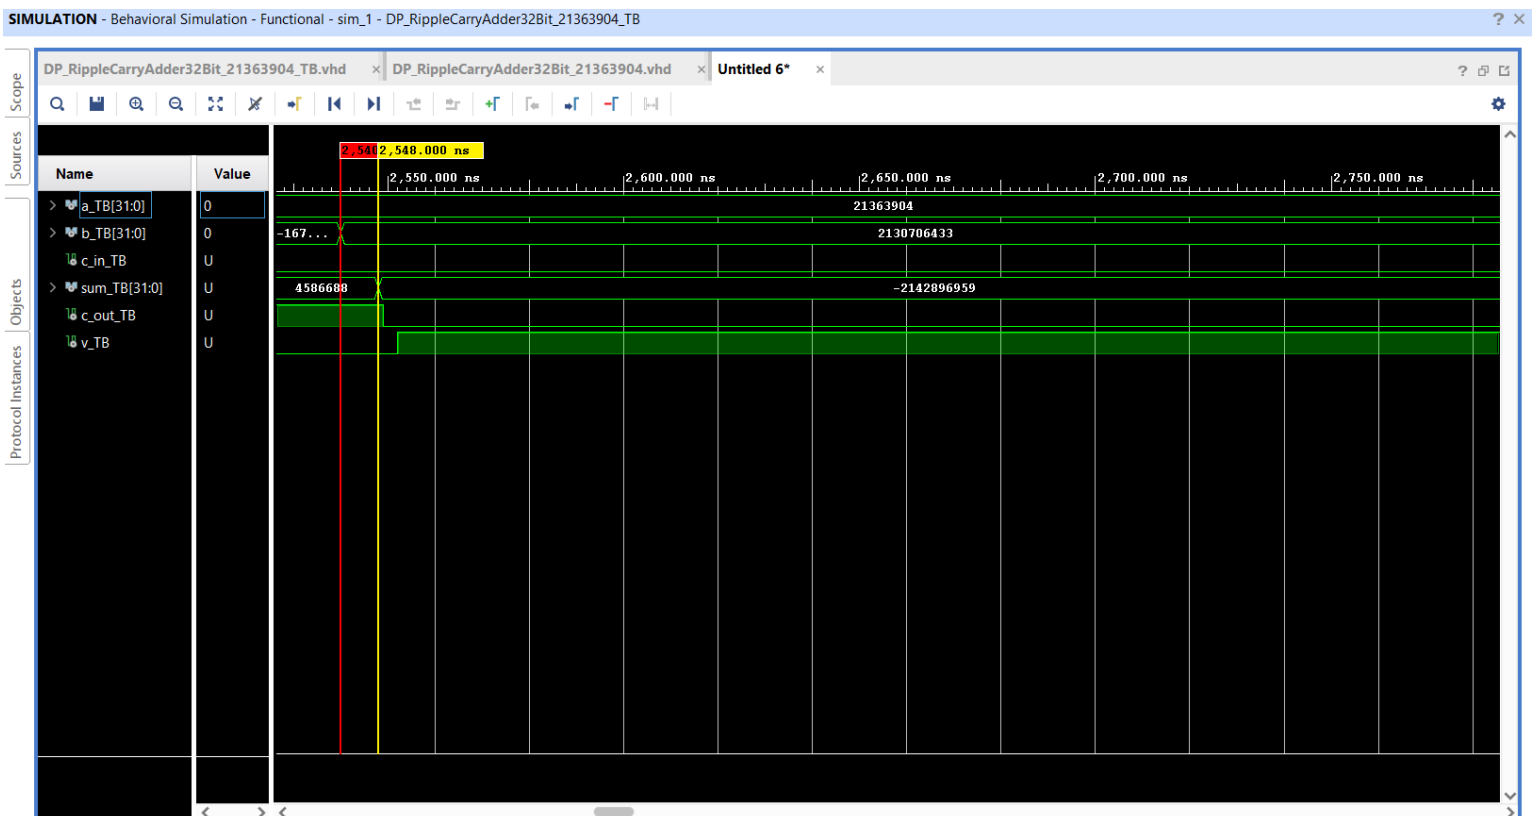 SIMULATION - Behavioral Simulation - Functional - sim_1 - DP_RippleCarryAdder32Bit_21363904_TB
DP_RippleCarryAdder32Bit_21363904_TB.vhd
DP_RippleCarryAdder32Bit_21363904.vhd
Untitled 6*
Scope
Sources
Objects
Protocol Instances
2,540
2,548.000 ns
Name Value
2,550.000 ns 2,600.000 ns 2,650.000 ns 2,700.000 ns 2,750.000 ns
a_TB[31:0] 0 21363904
b_TB[31:0] 0 -167... 2130706433
c_in_TB U
sum_TB[31:0] U 4586688 -2142896959
c_out_TB U
v_TB U